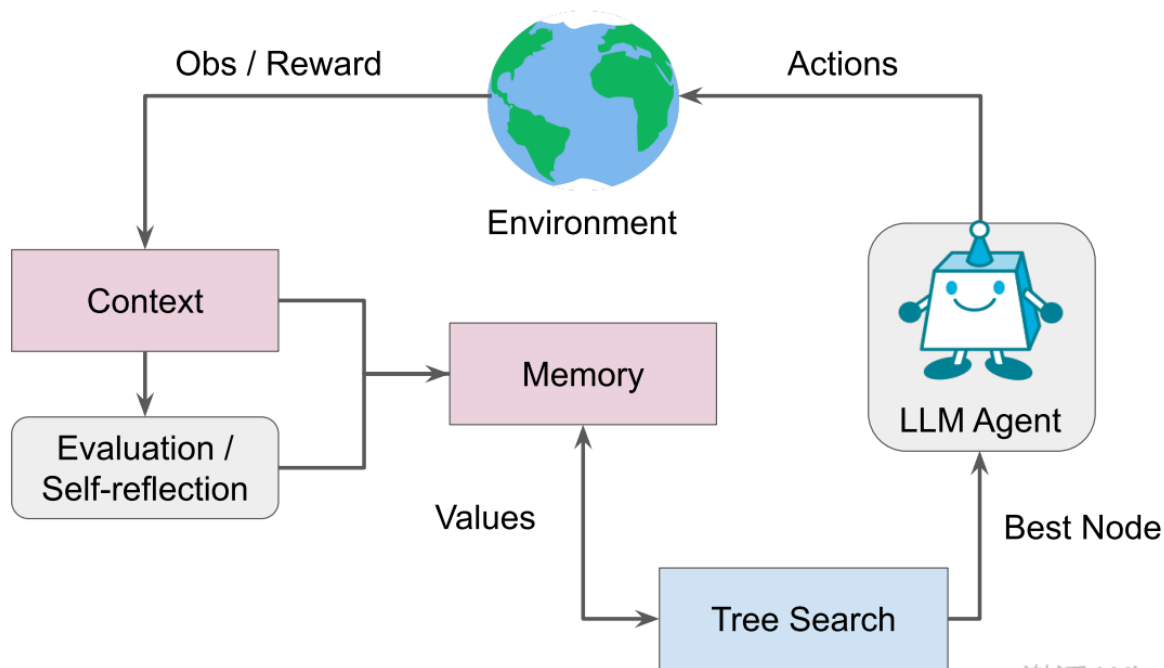 Obs / Reward
Actions
Environment
Context
Memory
LLM Agent
Evaluation /
Self-reflection
Values
Best Node
Tree Search